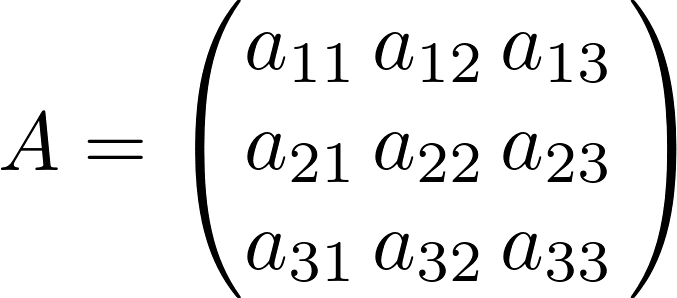 a₁₁ a₁₂ a₁₃
A = ( a₂₁ a₂₂ a₂₃ )
a₃₁ a₃₂ a₃₃